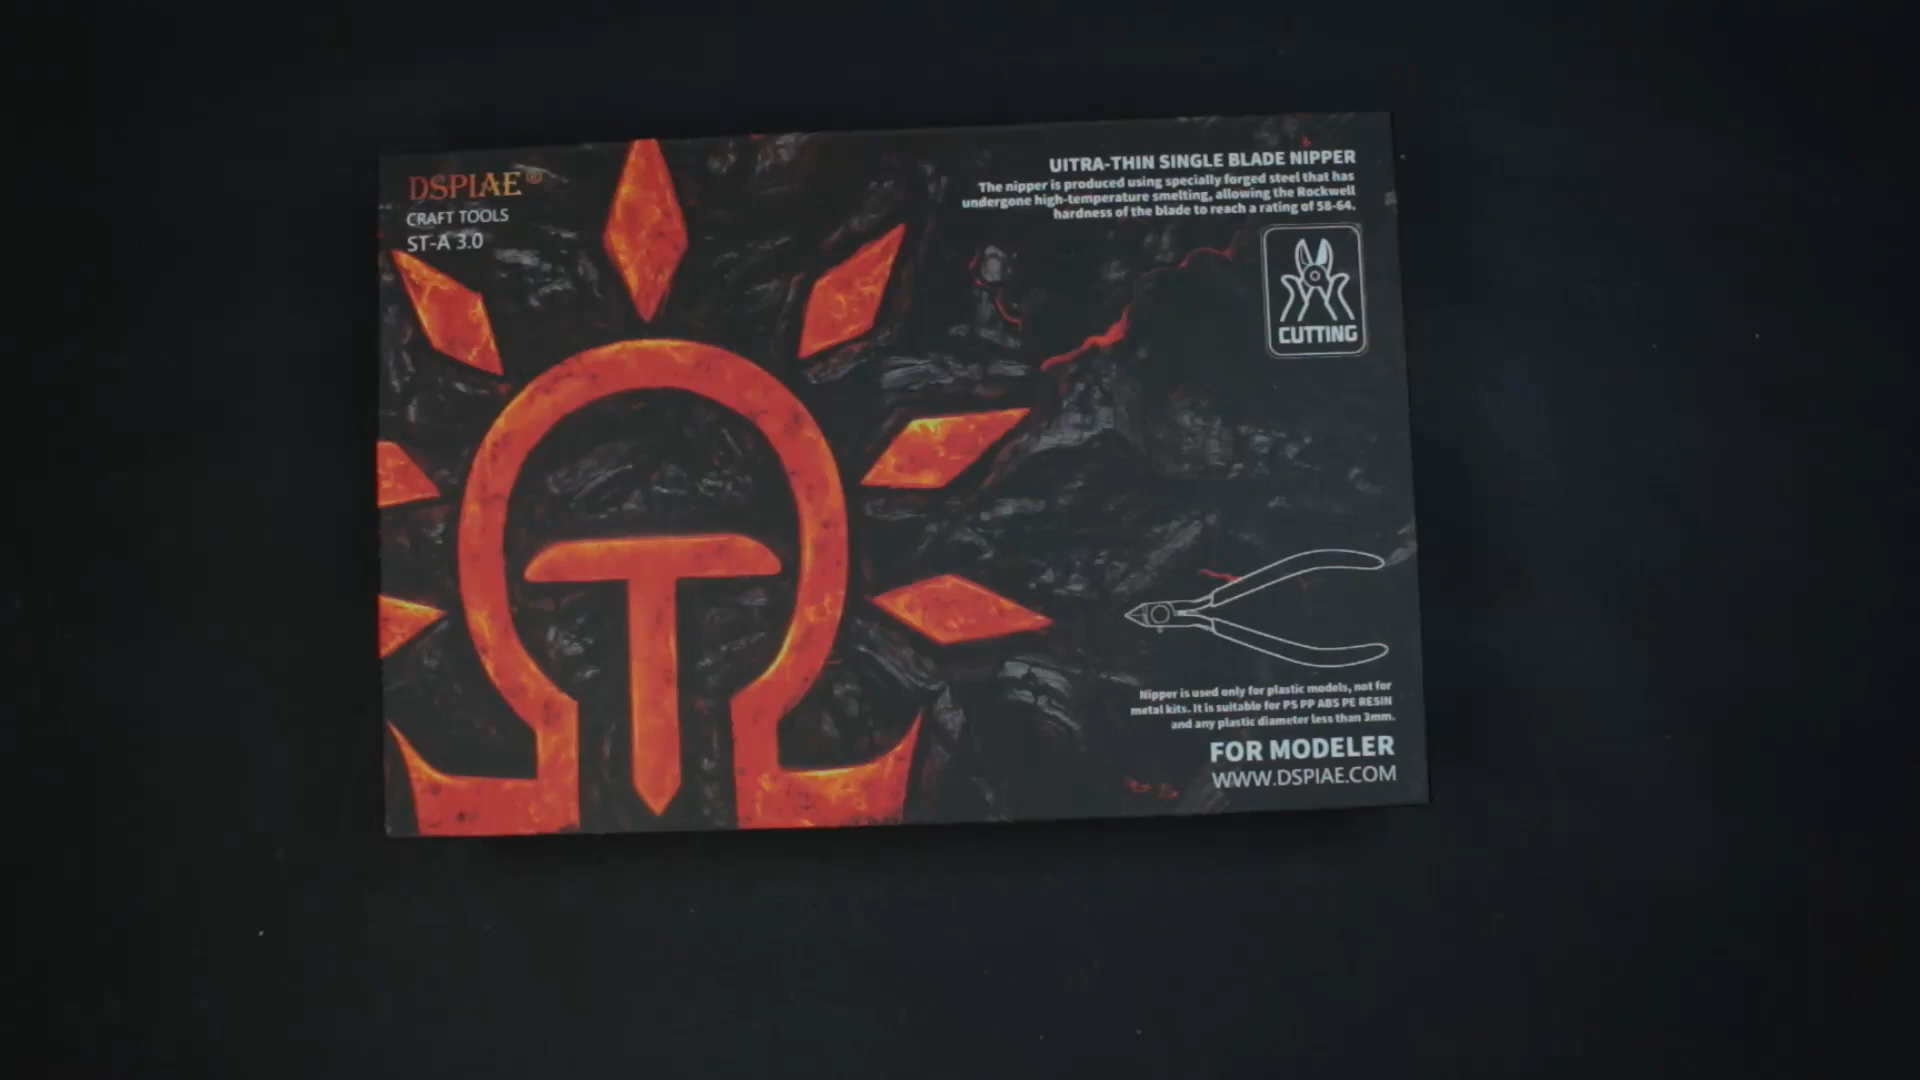 DSPIAE®
CRAFT TOOLS
ST-A 3.0
UITRA-THIN SINGLE BLADE NIPPER
The nipper is produced using specially forged steel that has
undergone high-temperature smelting, allowing the Rockwell
hardness of the blade to reach a rating of 58-64.
CUTTING
Nipper is used only for plastic models, not for
metal kits. It is suitable for PS PP ABS PE RESIN
and any plastic diameter less than 3mm.
FOR MODELER
WWW.DSPIAE.COM